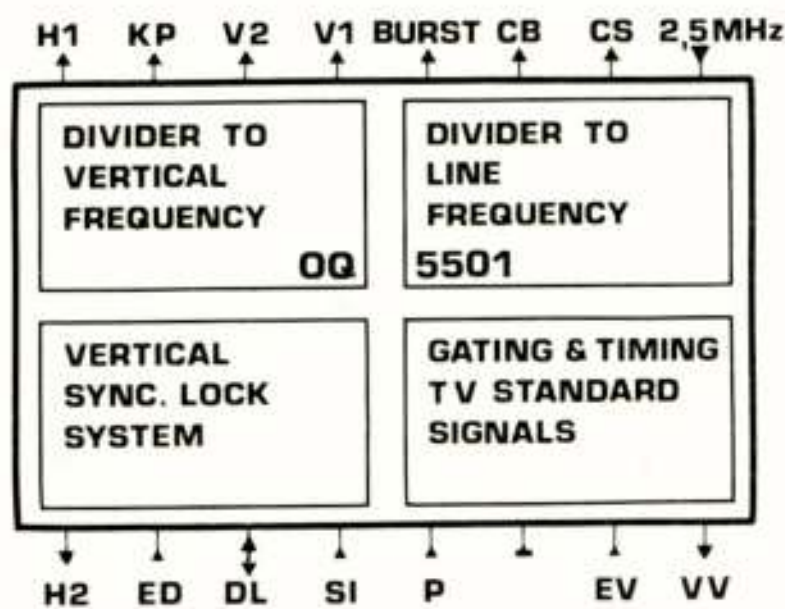 H1 KP V2 V1 BURST CB CS 2,5MHz
DIVIDER TO
VERTICAL
FREQUENCY
DIVIDER TO
LINE
FREQUENCY
OQ 5501
VERTICAL
SYNC. LOCK
SYSTEM
GATING & TIMING
TV STANDARD
SIGNALS
H2 ED DL SI P EV VV